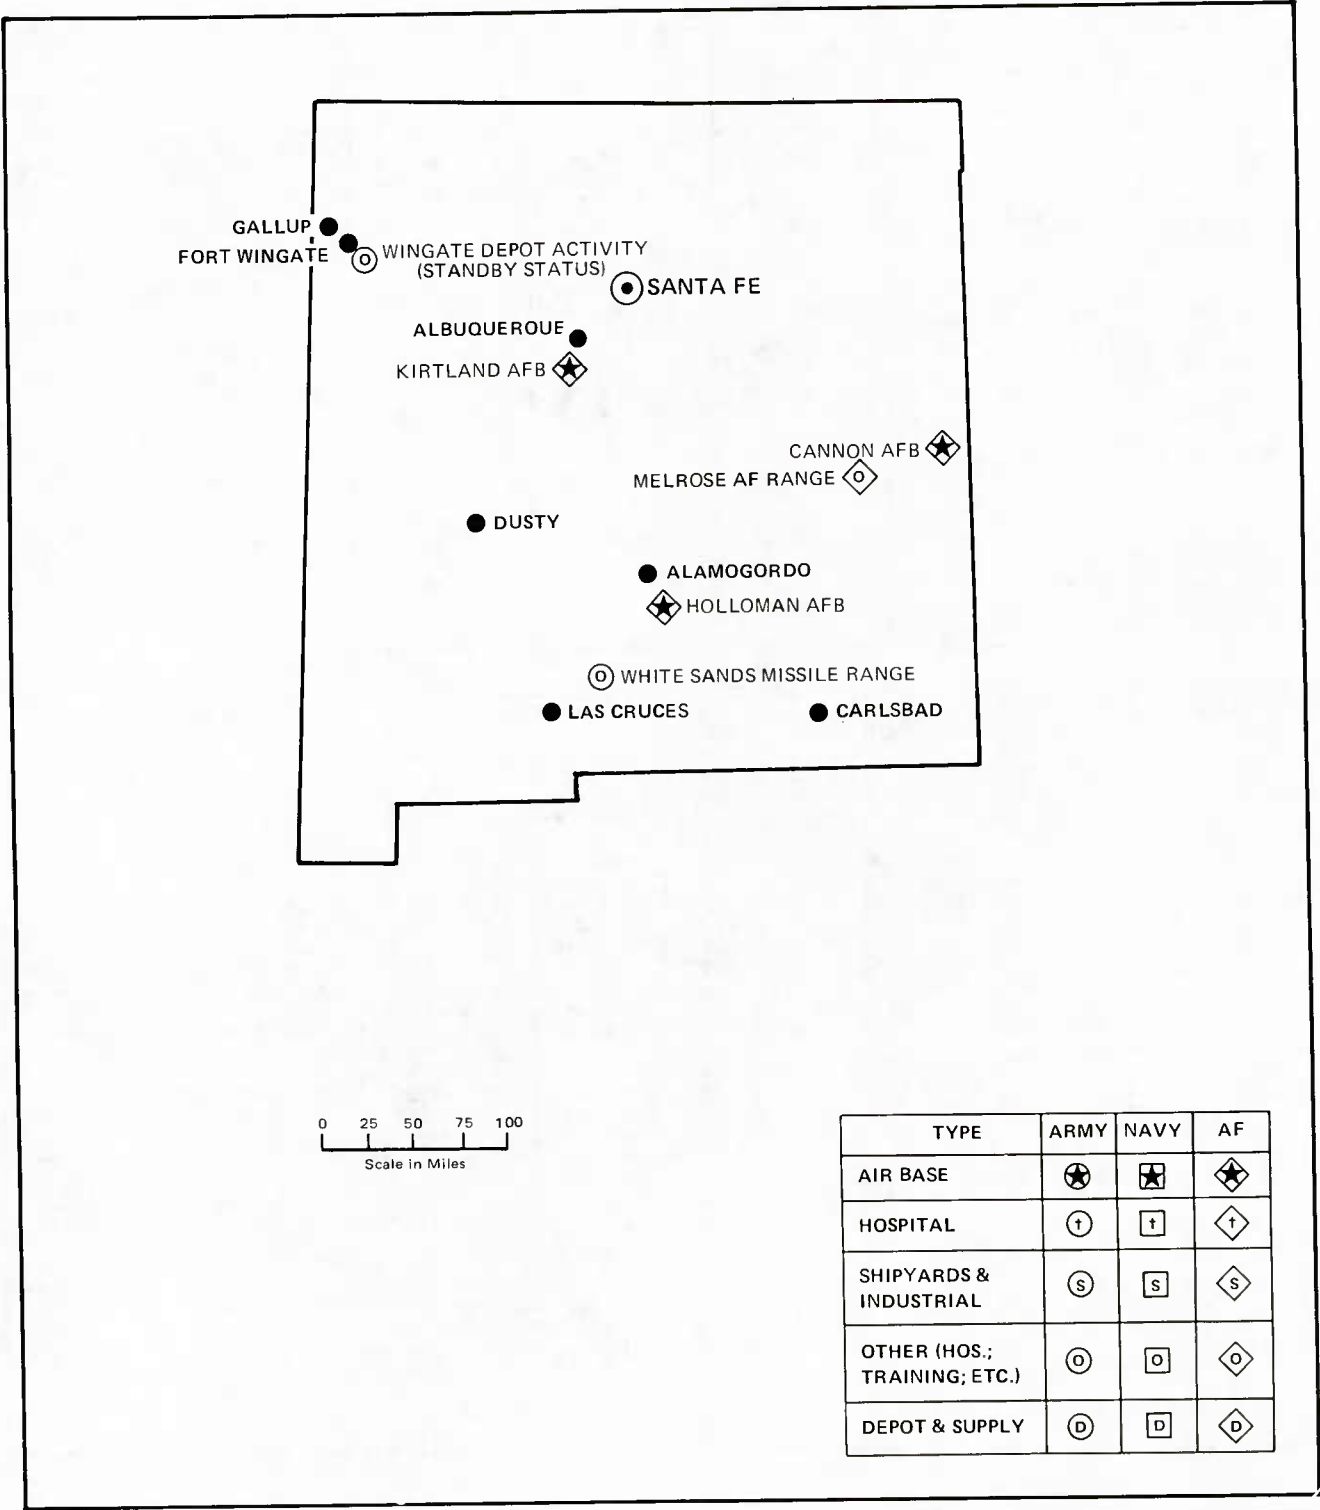 GALLUP
FORT WINGATE
O WINGATE DEPOT ACTIVITY
(STANDBY STATUS)
SANTA FE
ALBUQUEROUE
KIRTLAND AFB
CANNON AFB
MELROSE AF RANGE O
DUSTY
ALAMOGORDO
HOLLOMAN AFB
O WHITE SANDS MISSILE RANGE
LAS CRUCES
CARLSBAD
0 25 50 75 100
Scale in Miles
TYPE ARMY NAVY AF
AIR BASE
HOSPITAL t t t
SHIPYARDS &
INDUSTRIAL S S S
OTHER (HOS.;
TRAINING; ETC.) O O O
DEPOT & SUPPLY D D D